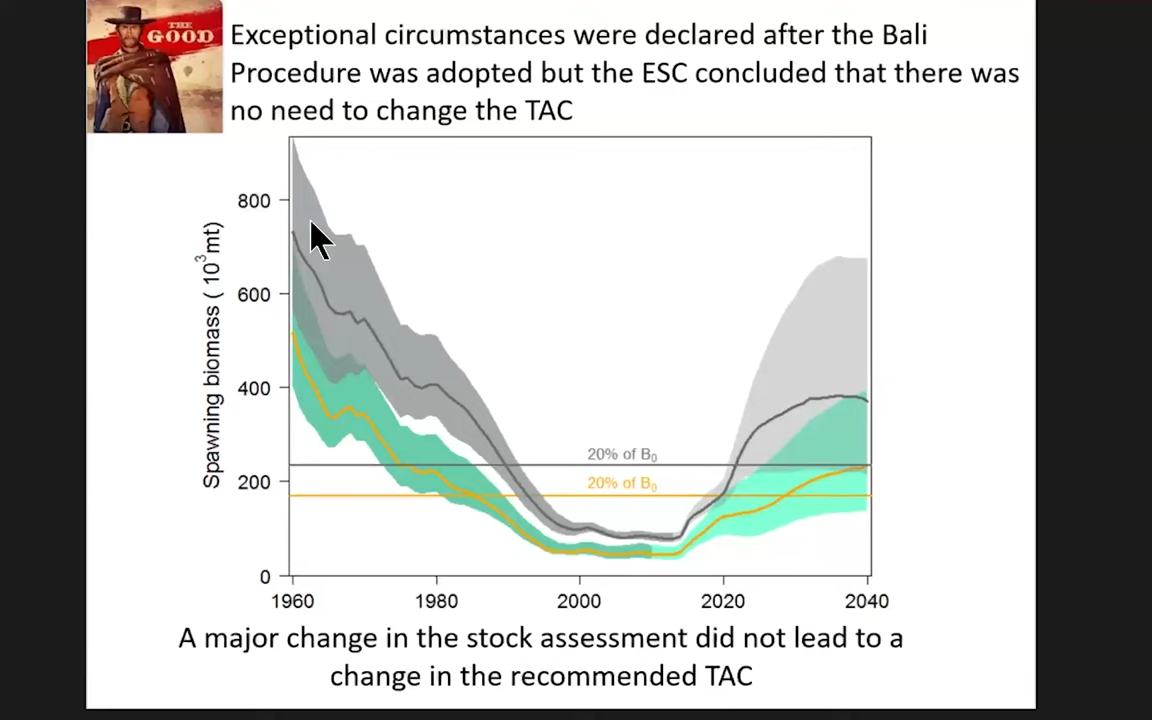 THE
GOOD
Exceptional circumstances were declared after the Bali
Procedure was adopted but the ESC concluded that there was
no need to change the TAC
Spawning biomass ( 10³ mt)
800
600
400
200
0
20% of B₀
20% of B₀
1960 1980 2000 2020 2040
A major change in the stock assessment did not lead to a
change in the recommended TAC